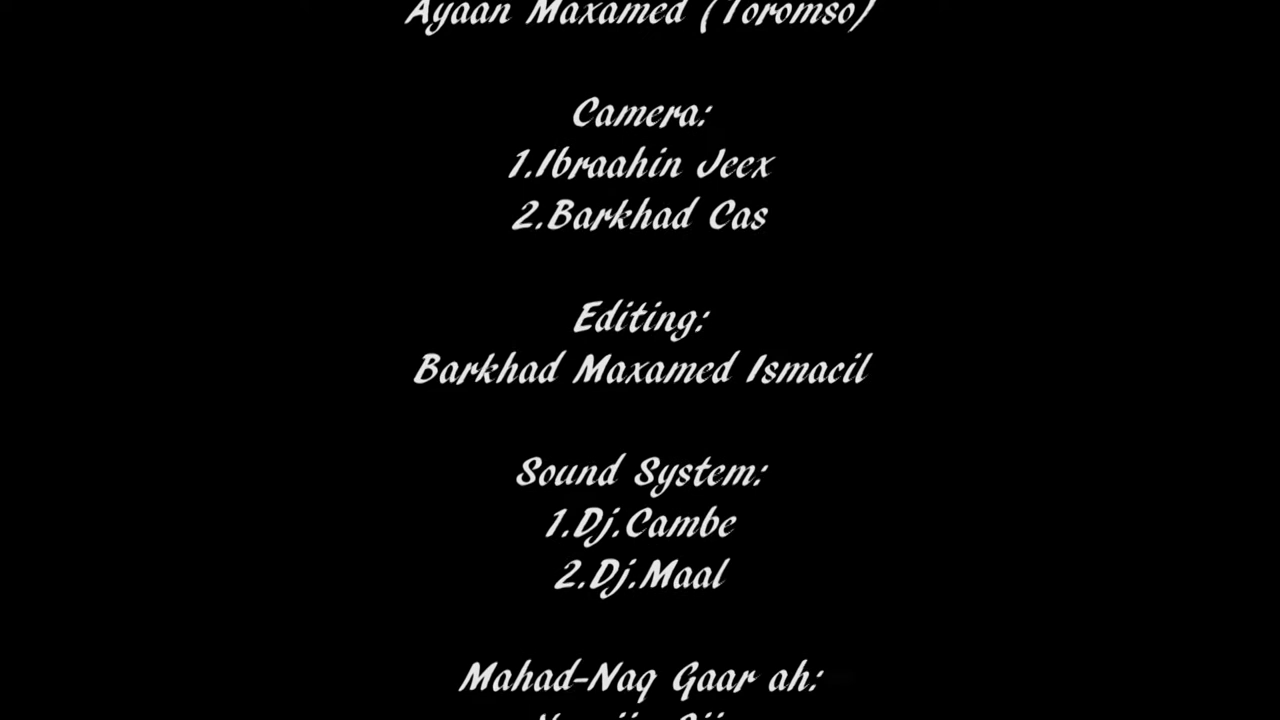 Ayaan Maxamed (Toromso)
Camera:
1.Ibraahin Jeex
2.Barkhad Cas
Editing:
Barkhad Maxamed Ismacil
Sound System:
1.Dj.Cambe
2.Dj.Maal
Mahad-Naq Gaar ah: